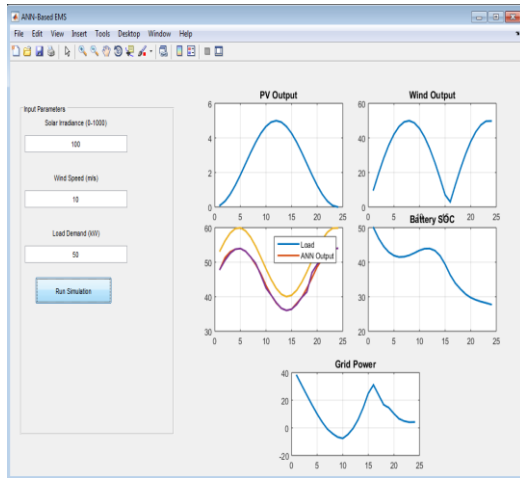 ANN-Based EMS
File Edit View Insert Tools Desktop Window Help
Input Parameters
Solar Irradiance (0-1000)
100
Wind Speed (m/s)
10
Load Demand (kW)
50
Run Simulation
PV Output
6
4
2
0
0 5 10 15 20 25
Wind Output
60
40
20
0
0 5 10 15 20 25
60
50
40
30
0 5 10 15 20 25
Load
ANN Output
Battery SOC
50
40
30
20
0 5 10 15 20 25
Grid Power
40
20
0
-20
0 5 10 15 20 25